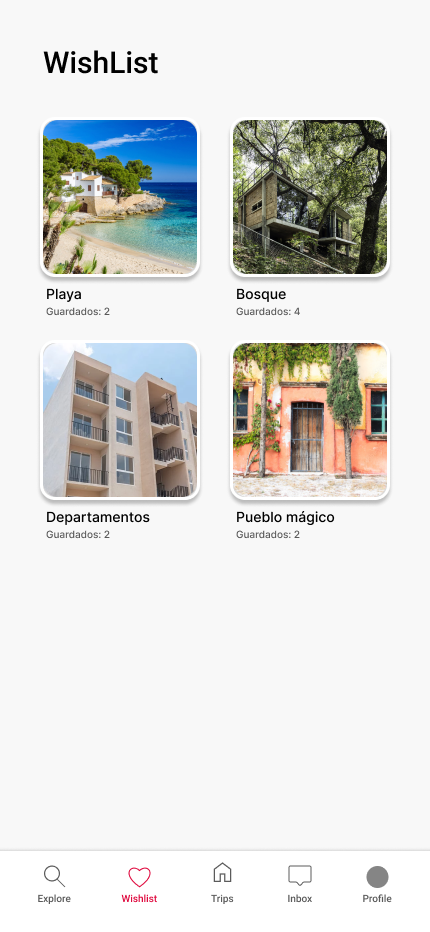 WishList
Playa
Guardados: 2
Bosque
Guardados: 4
Departamentos
Guardados: 2
Pueblo mágico
Guardados: 2
Explore
Wishlist
Trips
Inbox
Profile